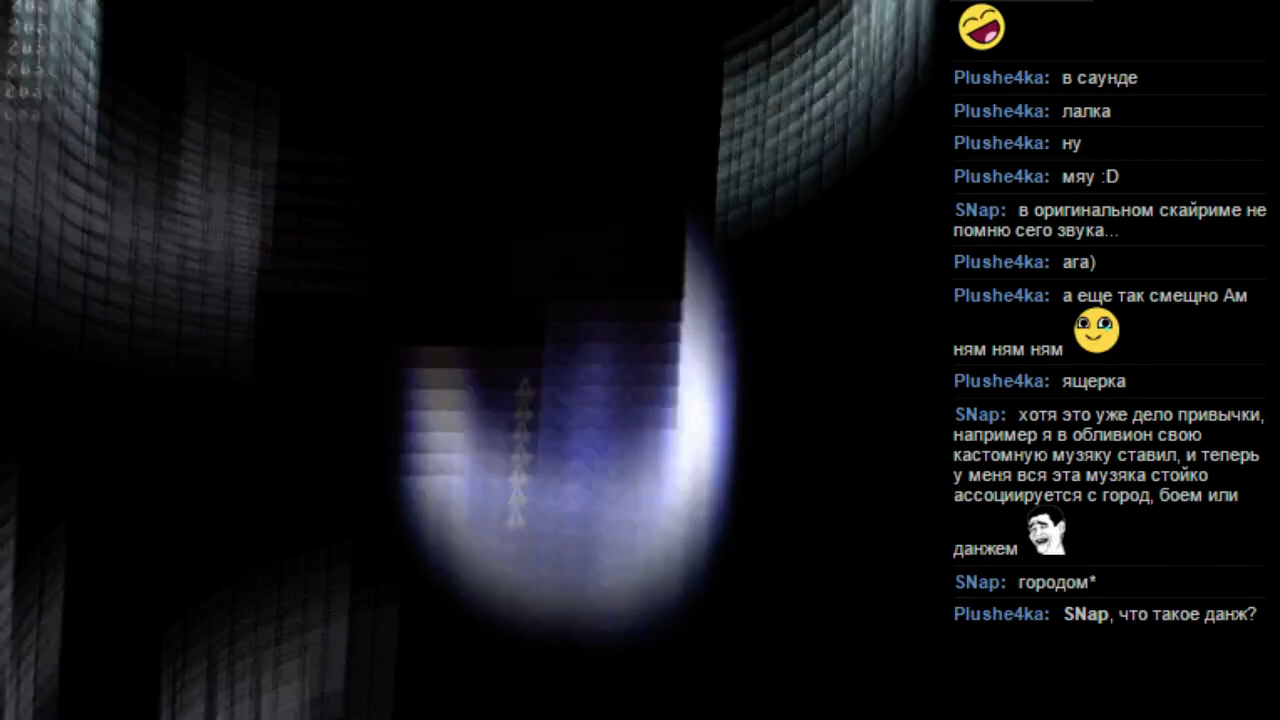 Plushe4ka: в саунде
Plushe4ka: лалка
Plushe4ka: ну
Plushe4ka: мяу :D
SNap: в оригинальном скайриме не
помню сего звука...
Plushe4ka: ага)
Plushe4ka: а еще так смещно Ам
ням ням ням
Plushe4ka: ящерка
SNap: хотя это уже дело привычки,
например я в обливион свою
кастомную музяку ставил, и теперь
у меня вся эта музяка стойко
ассоциируется с город, боем или
данжем
SNap: городом*
Plushe4ka: SNap, что такое данж?